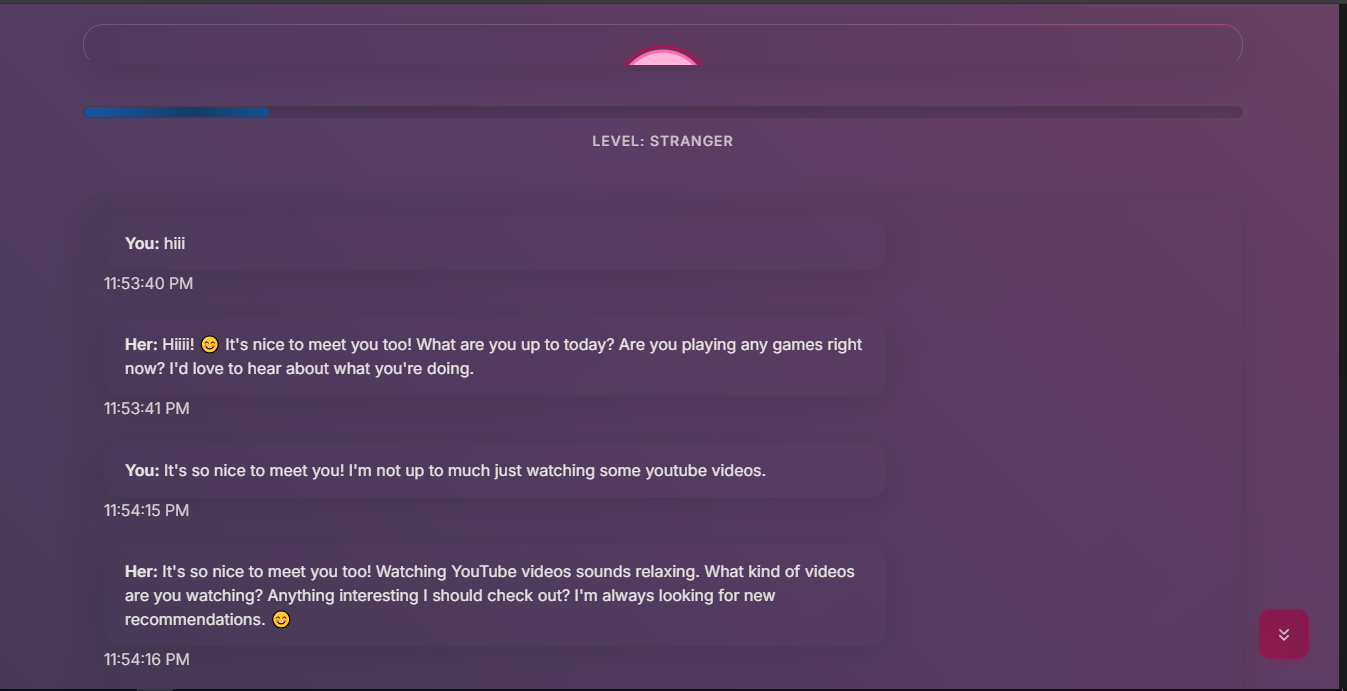 LEVEL: STRANGER
You: hiii
11:53:40 PM
Her: Hiiii! 😊 It's nice to meet you too! What are you up to today? Are you playing any games right
now? I'd love to hear about what you're doing.
11:53:41 PM
You: It's so nice to meet you! I'm not up to much just watching some youtube videos.
11:54:15 PM
Her: It's so nice to meet you too! Watching YouTube videos sounds relaxing. What kind of videos
are you watching? Anything interesting I should check out? I'm always looking for new
recommendations. 😊
11:54:16 PM